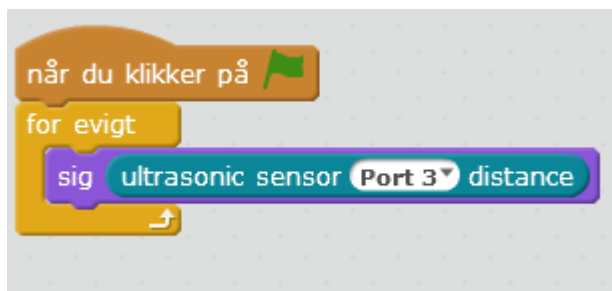 når du klikker på
for evigt
sig ultrasonic sensor Port 3 distance